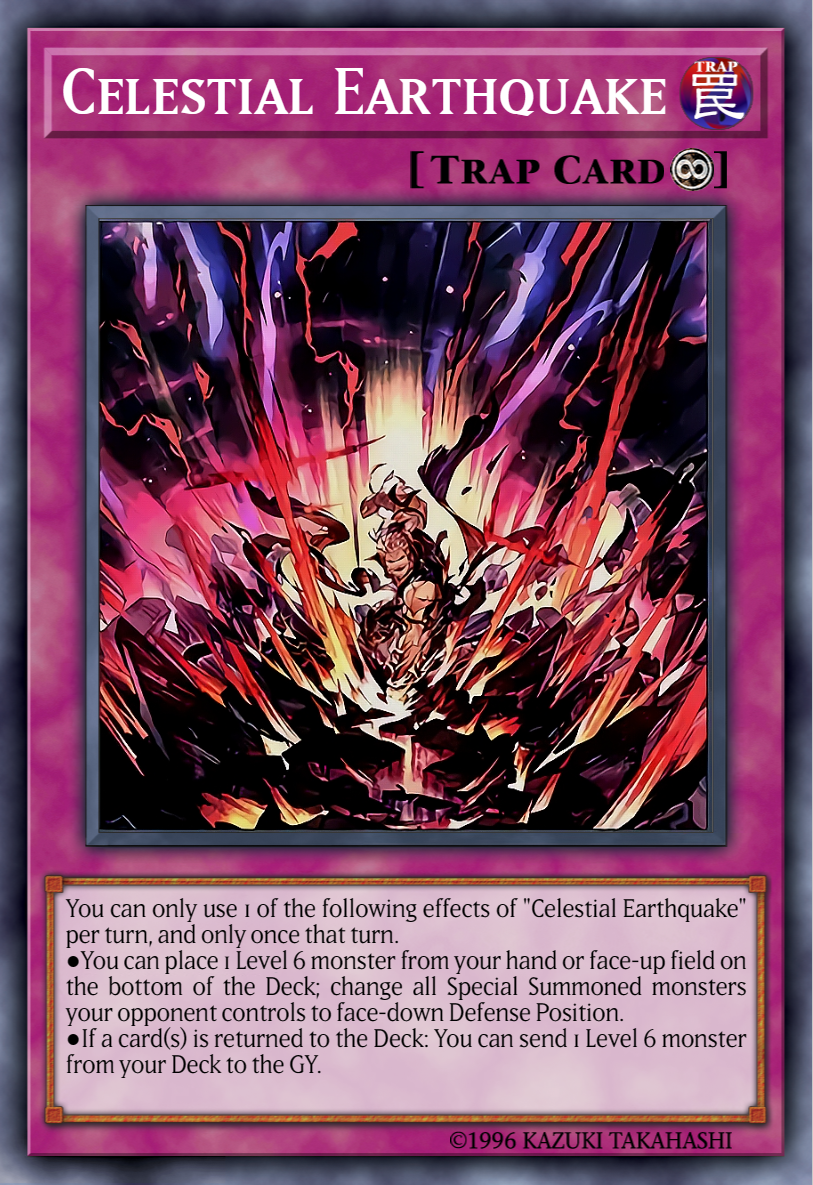 Celestial Earthquake
TRAP
罠
[Trap Card∞]
You can only use 1 of the following effects of "Celestial Earthquake"
per turn, and only once that turn.
●You can place 1 Level 6 monster from your hand or face-up field on
the bottom of the Deck; change all Special Summoned monsters
your opponent controls to face-down Defense Position.
●If a card(s) is returned to the Deck: You can send 1 Level 6 monster
from your Deck to the GY.
©1996 KAZUKI TAKAHASHI